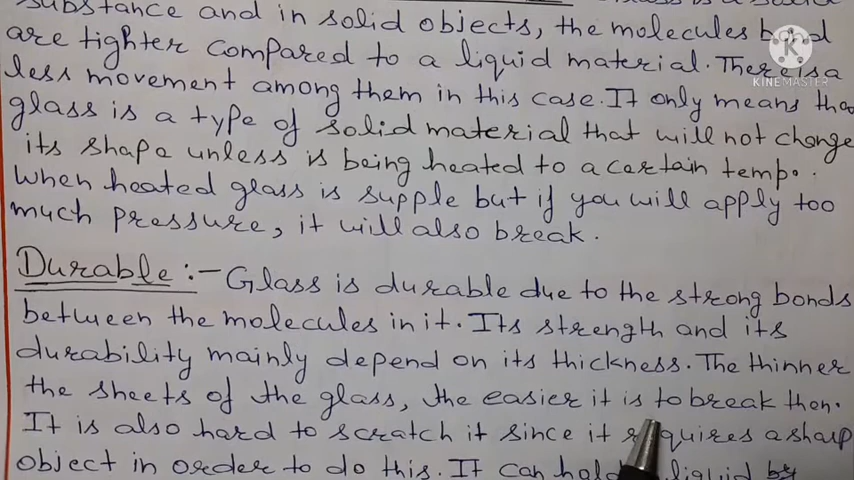 substance and in solid objects, the molecules bond
are tighter compared to a liquid material. There is a
less movement among them in this case. It only means tha
glass is a type of solid material that will not change
its shape unless is being heated to a certain temp.
When heated glass is supple but if you will apply too
much pressure, it will also break.
Durable :- Glass is durable due to the strong bonds
between the molecules in it. Its strength and its
durability mainly depend on its thickness. The thinner
the sheets of the glass, the easier it is to break then.
It is also hard to scratch it since it requires a sharp
object in order to do this. It can hold liquid by
KINEMASTER